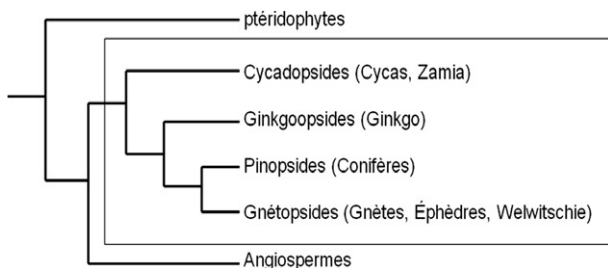 ptéridophytes
Cycadopsides (Cycas, Zamia)
Ginkgoopsides (Ginkgo)
Pinopsides (Conifères)
Gnétopsides (Gnètes, Éphèdres, Welwitschie)
Angiospermes